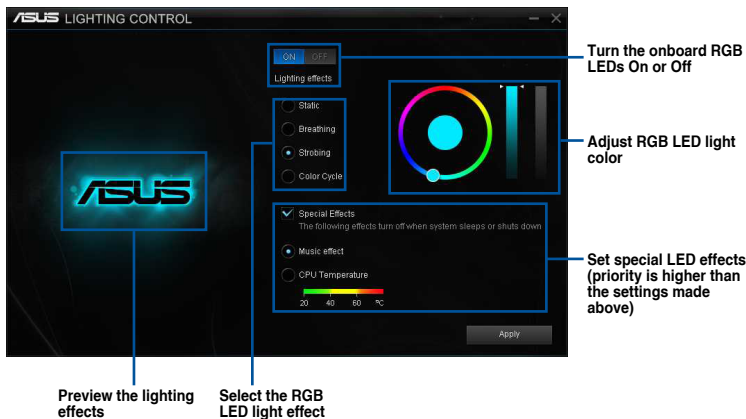 ASUS LIGHTING CONTROL
ON OFF
Lighting effects
Static
Breathing
Strobing
Color Cycle
ASUS
Special Effects
The following effects turn off when system sleeps or shuts down
Music effect
CPU Temperature
20 40 60 ºC
Apply
Turn the onboard RGB
LEDs On or Off
Adjust RGB LED light
color
Set special LED effects
(priority is higher than
the settings made
above)
Preview the lighting
effects
Select the RGB
LED light effect